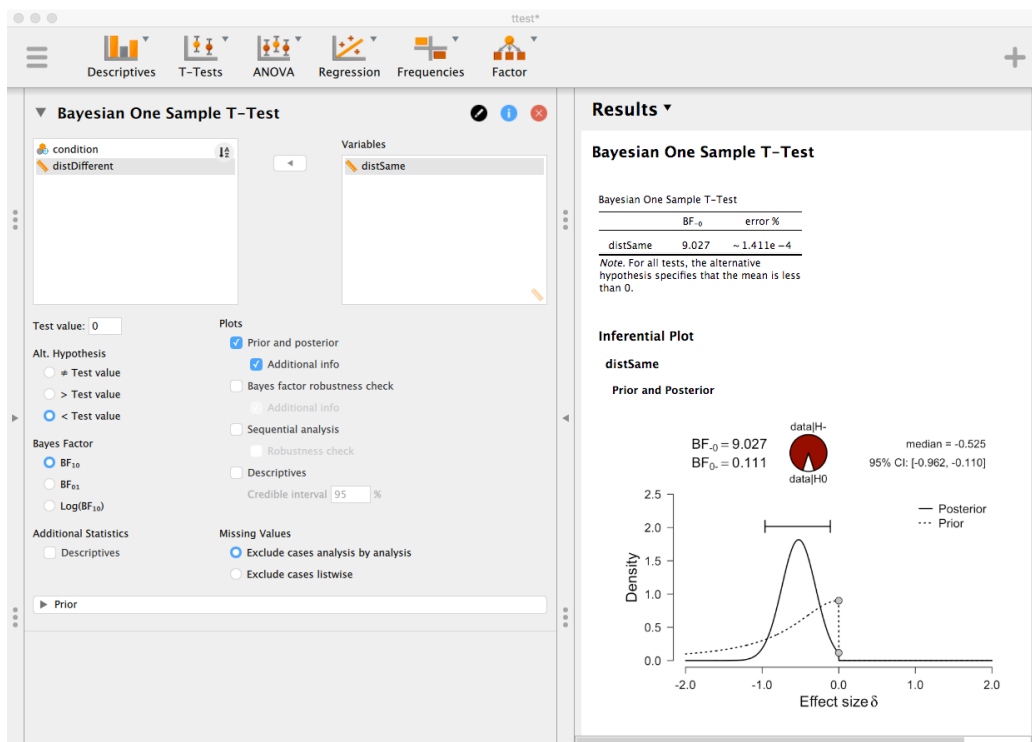 ttest*
Descriptives
T-Tests
ANOVA
Regression
Frequencies
Factor
Bayesian One Sample T-Test
condition
distDifferent
Variables
distSame
Test value: 0
Alt. Hypothesis
≠ Test value
> Test value
< Test value
Bayes Factor
BF₁₀
BF₀₁
Log(BF₁₀)
Additional Statistics
Descriptives
Plots
Prior and posterior
Additional info
Bayes factor robustness check
Additional info
Sequential analysis
Robustness check
Descriptives
Credible interval 95 %
Missing Values
Exclude cases analysis by analysis
Exclude cases listwise
Prior
Results
Bayesian One Sample T-Test
Bayesian One Sample T-Test
BF₋₀ error %
distSame 9.027 ~ 1.411e -4
Note. For all tests, the alternative
hypothesis specifies that the mean is less
than 0.
Inferential Plot
distSame
Prior and Posterior
data|H-
BF₋₀ = 9.027
BF₀₋ = 0.111
data|H0
median = -0.525
95% CI: [-0.962, -0.110]
Posterior
Prior
Density
2.5
2.0
1.5
1.0
0.5
0.0
-2.0 -1.0 0.0 1.0 2.0
Effect size δ